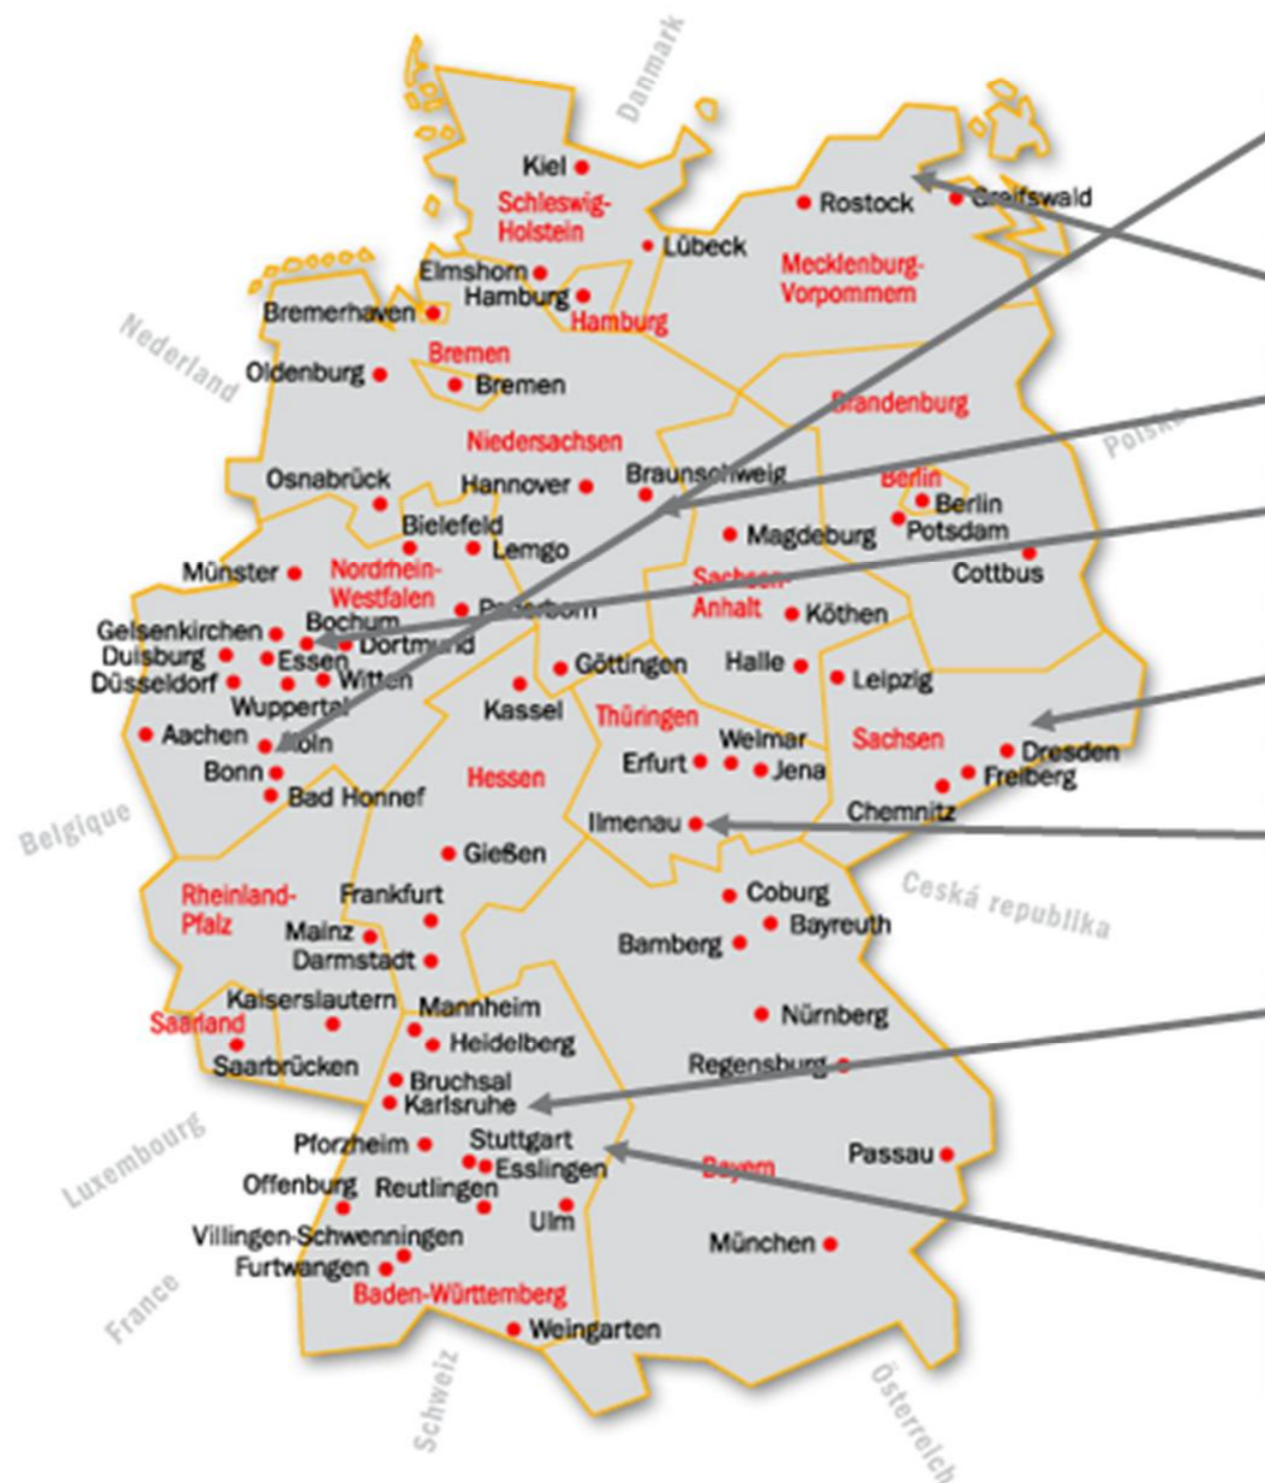 Danmark
Kiel
Schleswig-
Holstein
Rostock
Greifswald
Lübeck
Elmshorn
Mecklenburg-
Vorpommern
Hamburg
Bremerhaven
Hamburg
Nederland
Bremen
Oldenburg
Bremen
Brandenburg
Polska
Niedersachsen
Osnabrück
Hannover
Braunschweig
Berlin
Berlin
Bielefeld
Potsdam
Magdeburg
Lemgo
Münster
Nordrhein-
Westfalen
Cottbus
Sachsen-
Anhalt
Paderborn
Köthen
Bochum
Gelsenkirchen
Dortmund
Duisburg
Essen
Göttingen
Halle
Leipzig
Düsseldorf
Witten
Wuppertal
Kassel
Thüringen
Aachen
Köln
Weimar
Sachsen
Erfurt
Jena
Dresden
Freiberg
Bonn
Hessen
Bad Honnef
Chemnitz
Belgique
Ilmenau
Gießen
Rheinland-
Pfalz
Frankfurt
Coburg
Ceská republika
Mainz
Bayreuth
Bamberg
Darmstadt
Kaiserslautern
Mannheim
Saarland
Nürnberg
Heidelberg
Saarbrücken
Regensburg
Bruchsal
Karlsruhe
Luxembourg
Pforzheim
Stuttgart
Esslingen
Bayern
Passau
Offenburg
Reutlingen
Ulm
Villingen-Schwenningen
München
Furtwangen
Baden-Württemberg
France
Weingarten
Schweiz
Österreich